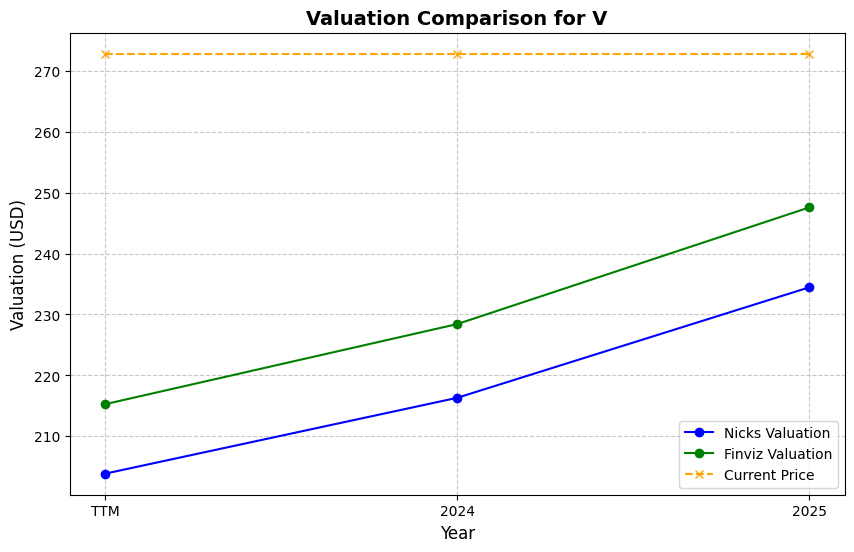 Valuation Comparison for V
Valuation (USD)
270
260
250
240
230
220
210
TTM
2024
2025
Year
Nicks Valuation
Finviz Valuation
Current Price